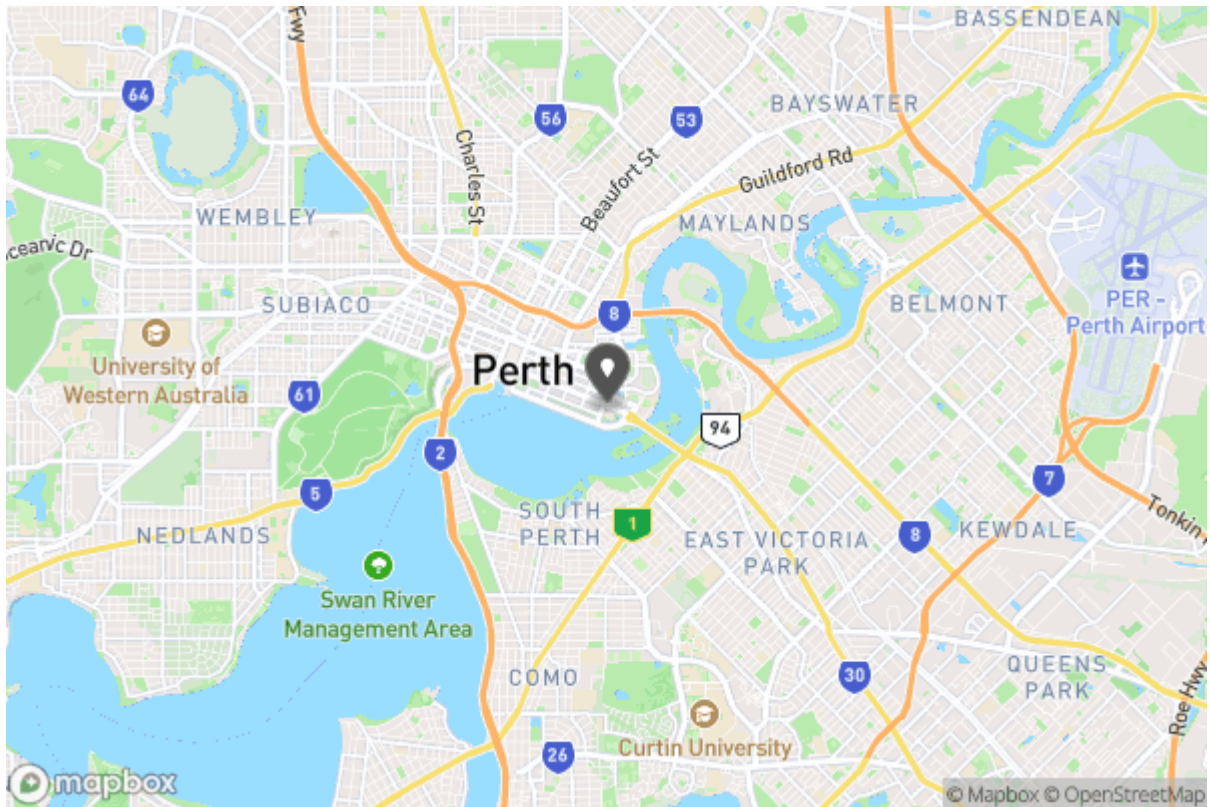 Fwy
BASSENDEAN
64
56
53
BAYSWATER
Charles St
Beaufort St
Guildford Rd
WEMBLEY
MAYLANDS
ceanic Dr
SUBIACO
BELMONT
8
PER -
Perth Airport
University of
Western Australia
Perth
61
94
2
5
7
NEDLANDS
SOUTH
PERTH
1
EAST VICTORIA
PARK
8
KEWDALE
Tonkin
Swan River
Management Area
COMO
30
QUEENS
PARK
Roe Hwy
Curtin University
26
mapbox
© Mapbox © OpenStreetMap